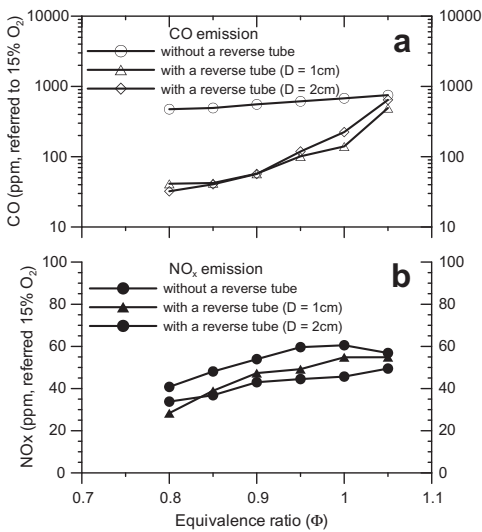 10000
1000
100
10
CO (ppm, referred to 15% O₂)
CO emission
without a reverse tube
with a reverse tube (D = 1cm)
with a reverse tube (D = 2cm)
a
10000
1000
100
10
100
80
60
40
20
0
NOx (ppm, referred 15% O₂)
NOₓ emission
without a reverse tube
with a reverse tube (D = 1cm)
with a reverse tube (D = 2cm)
b
100
80
60
40
20
0
0.7 0.8 0.9 1 1.1
Equivalence ratio (Φ)